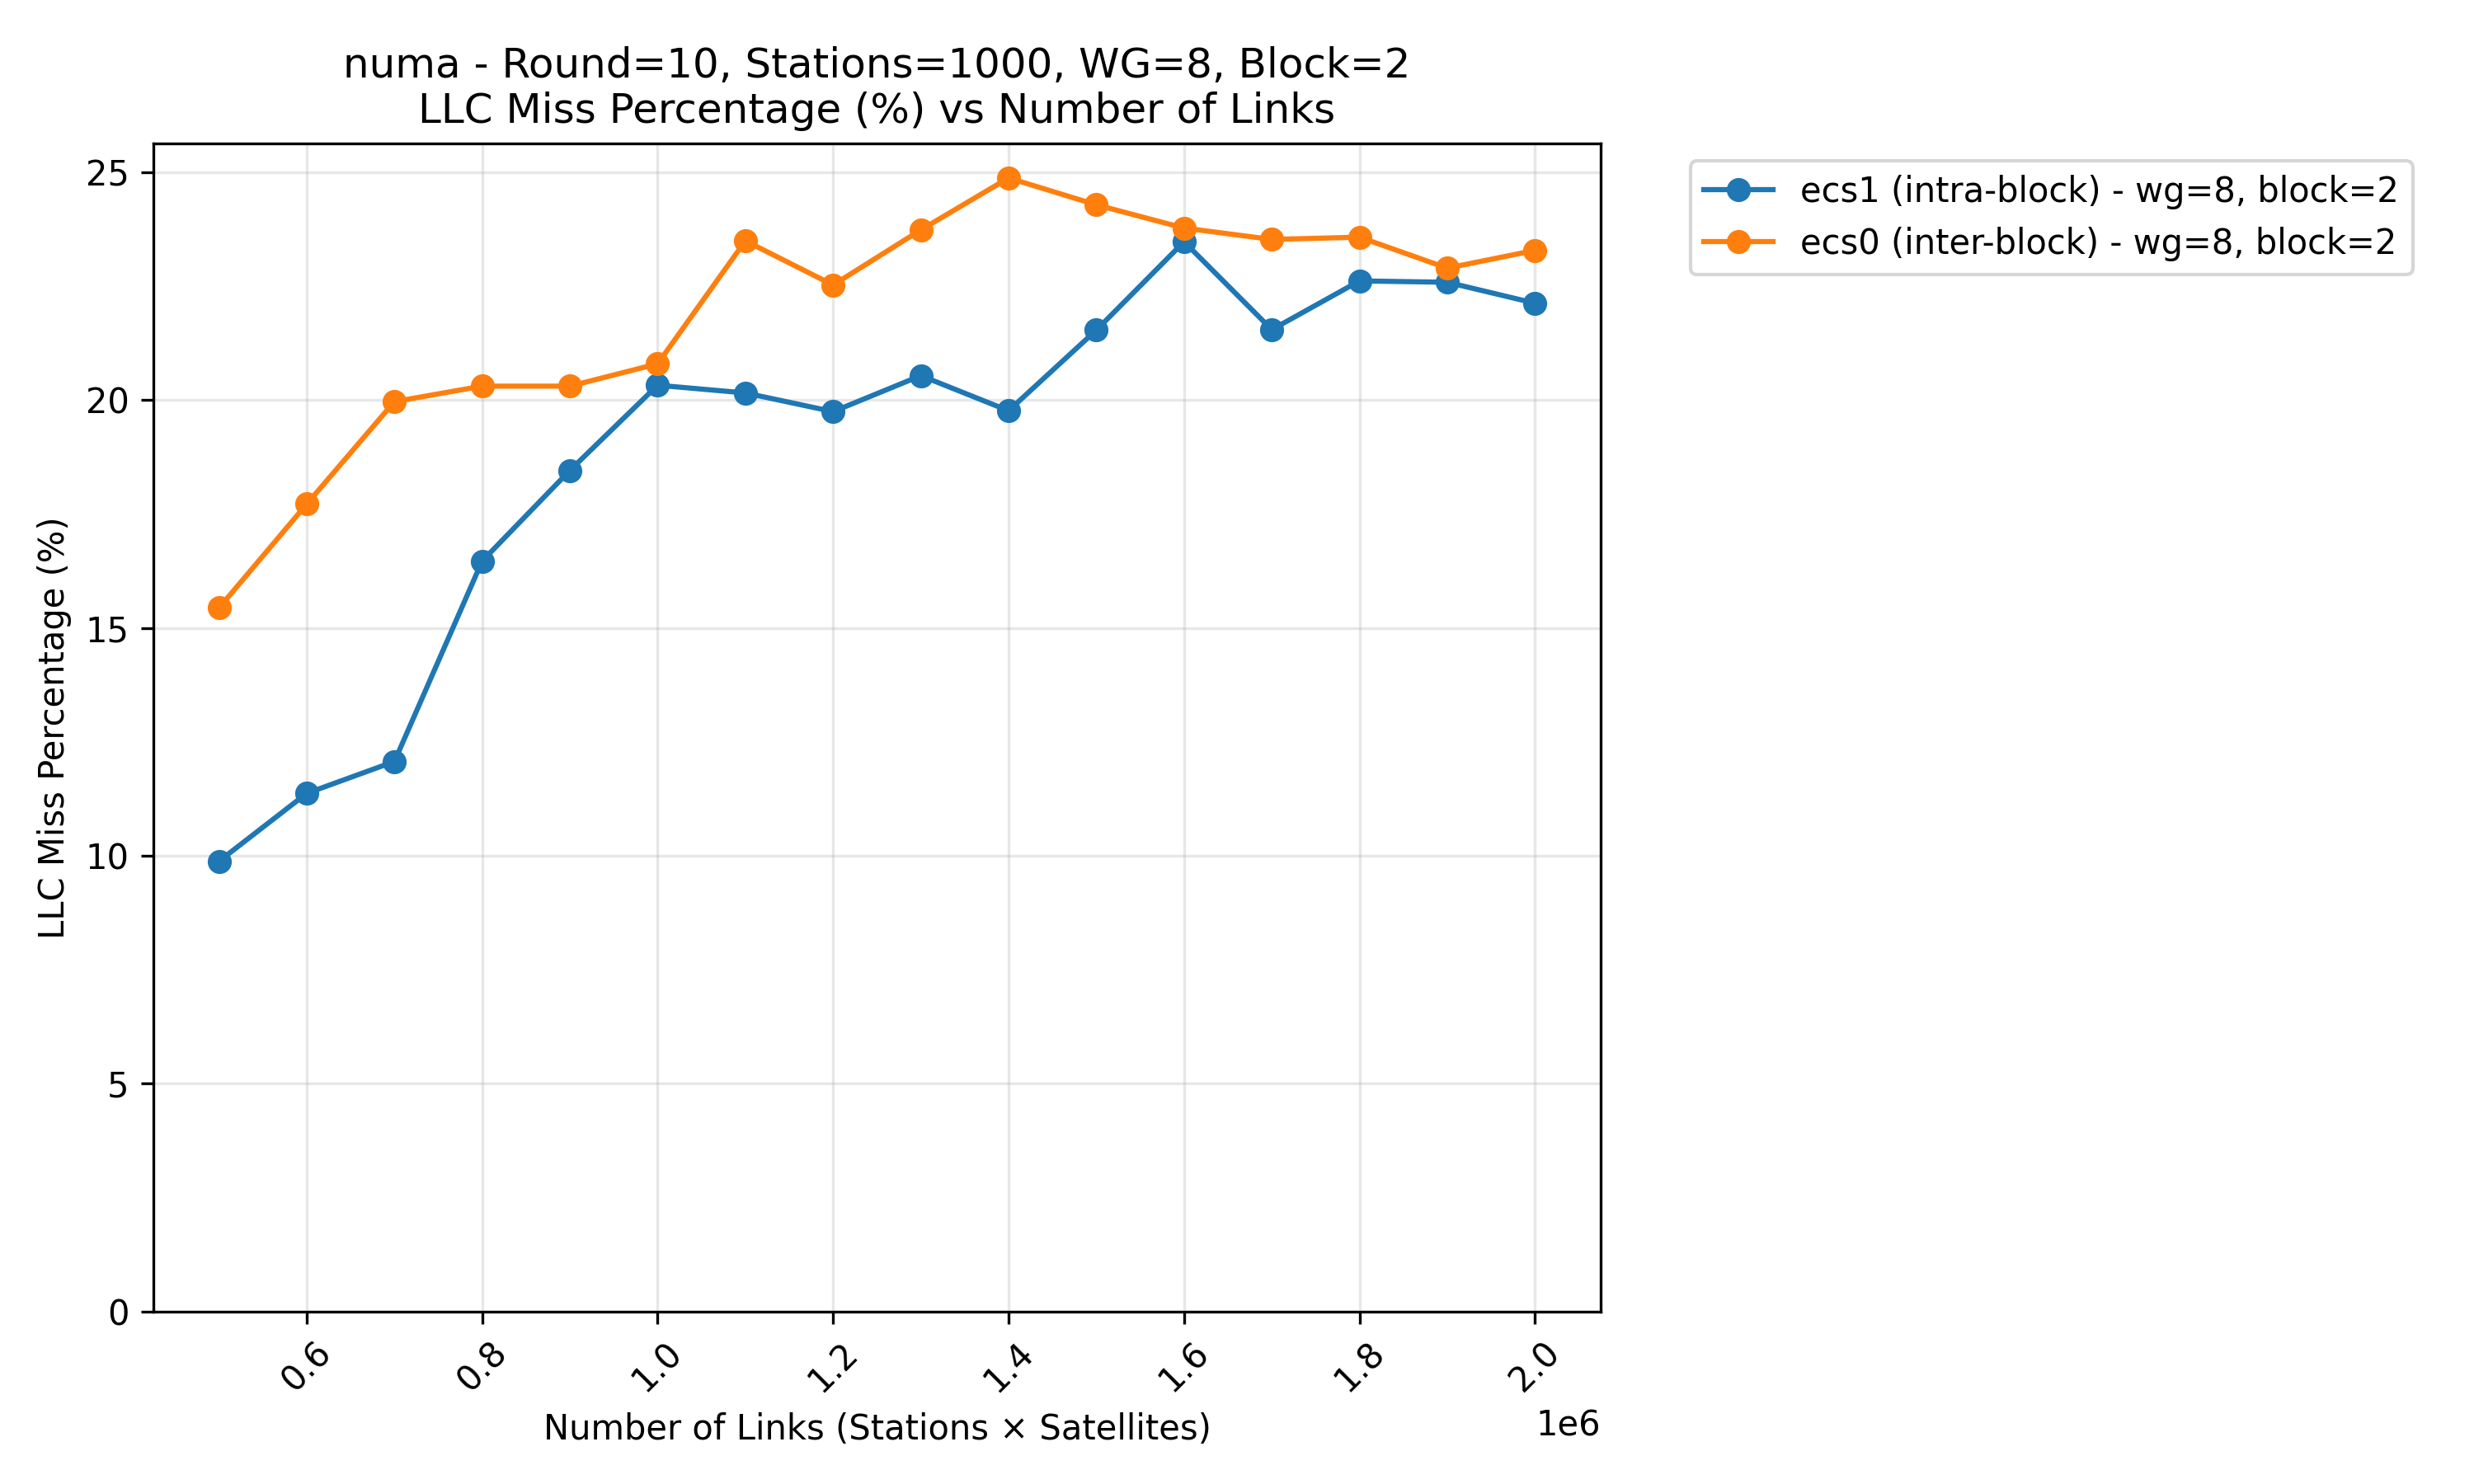 numa - Round=10, Stations=1000, WG=8, Block=2
LLC Miss Percentage (%) vs Number of Links
ecs1 (intra-block) - wg=8, block=2
ecs0 (inter-block) - wg=8, block=2
LLC Miss Percentage (%)
25
20
15
10
5
0
0.6
0.8
1.0
1.2
1.4
1.6
1.8
2.0
1e6
Number of Links (Stations × Satellites)